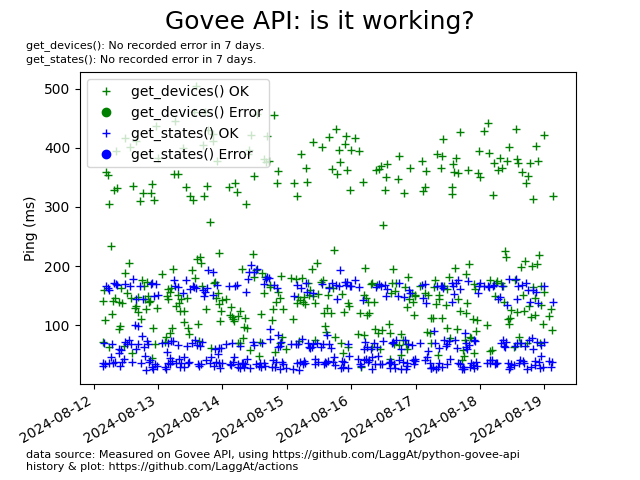 Govee API: is it working?
get_devices(): No recorded error in 7 days.
get_states(): No recorded error in 7 days.
get_devices() OK
get_devices() Error
get_states() OK
get_states() Error
Ping (ms)
500
400
300
200
100
2024-08-12
2024-08-13
2024-08-14
2024-08-15
2024-08-16
2024-08-17
2024-08-18
2024-08-19
data source: Measured on Govee API, using https://github.com/LaggAt/python-govee-api
history & plot: https://github.com/LaggAt/actions